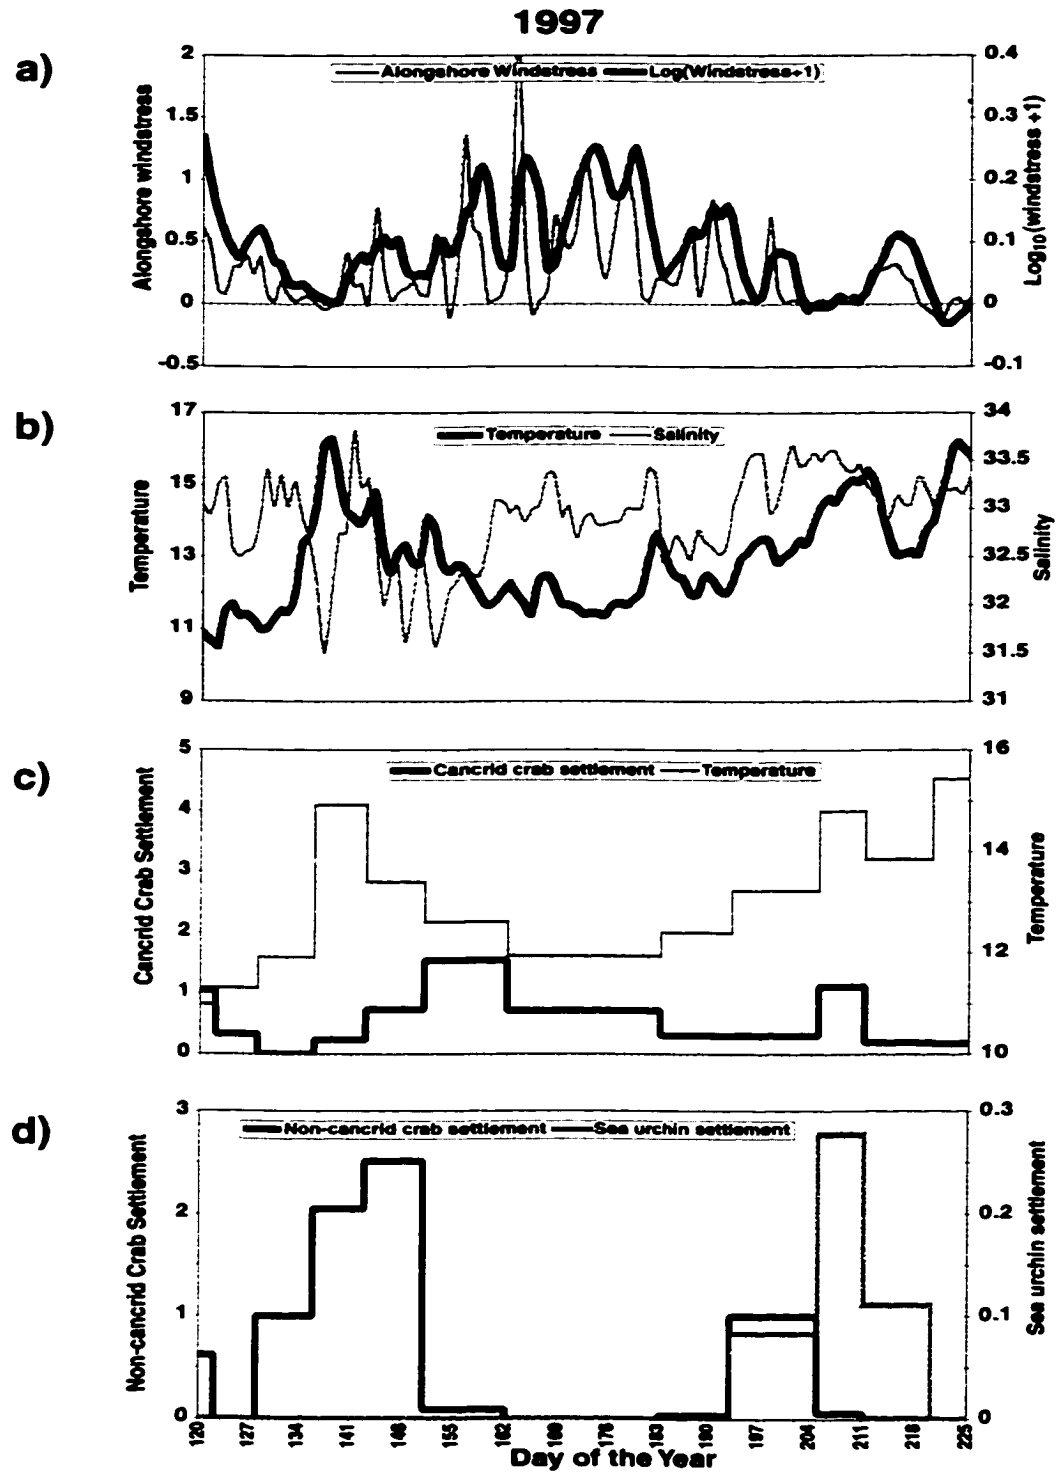 1997
a)
Alongshore Windstress Log(Windstress+1)
Alongshore windstress
2
1.5
1
0.5
0
-0.5
0.4
0.3
0.2
0.1
0
-0.1
Log10(windstress +1)
b)
Temperature Salinity
Temperature
17
15
13
11
9
34
33.5
33
32.5
32
31.5
31
Salinity
c)
Cancrid crab settlement Temperature
Cancrid Crab Settlement
5
4
3
2
1
0
16
14
12
10
Temperature
d)
Non-cancrid crab settlement Sea urchin settlement
Non-cancrid Crab Settlement
3
2
1
0
0.3
0.2
0.1
0
Sea urchin settlement
120 127 134 141 148 155 162 169 176 183 190 197 204 211 218 225
Day of the Year